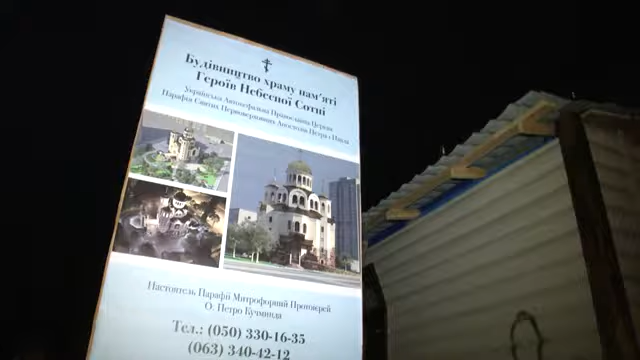 Будівництво храму пам'яті
Героїв Небесної Сотні
Українська Автокефальна Православна Церква
Парафія Святих Первоверховних Апостолів Петра і Павла
Настоятель Парафії Митрофорний Протоієрей
О. Петро Кучминда
Тел.: (050) 330-16-35
(063) 340-42-12